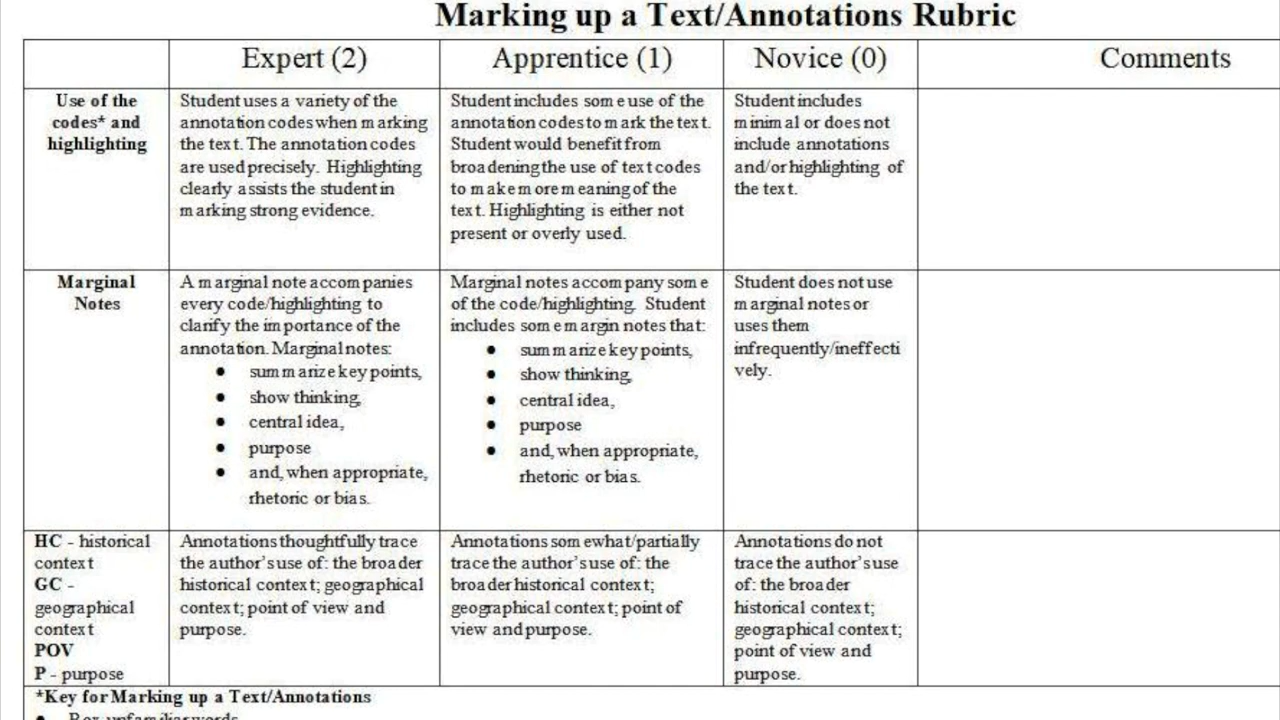 Marking up a Text/Annotations Rubric
Expert (2)
Apprentice (1)
Novice (0)
Comments
Use of the
codes* and
highlighting
Student uses a variety of the
annotation codes when marking
the text. The annotation codes
are used precisely. Highlighting
clearly assists the student in
marking strong evidence.
Student includes some use of the
annotation codes to mark the text.
Student would benefit from
broadening the use of text codes
to make more meaning of the
text. Highlighting is either not
present or overly used.
Student includes
minimal or does not
include annotations
and/or highlighting of
the text.
Marginal
Notes
A marginal note accompanies
every code/highlighting to
clarify the importance of the
annotation. Marginal notes:
● summarize key points,
● show thinking,
● central idea,
● purpose
● and, when appropriate,
rhetoric or bias.
Marginal notes accompany some
of the code/highlighting. Student
includes some margin notes that:
● summarize key points,
● show thinking,
● central idea,
● purpose
● and, when appropriate,
rhetoric or bias.
Student does not use
marginal notes or
uses them
infrequently/ineffecti
vely.
HC - historical
context
GC -
geographical
context
POV
P - purpose
Annotations thoughtfully trace
the author's use of: the broader
historical context; geographical
context; point of view and
purpose.
Annotations somewhat/partially
trace the author's use of: the
broader historical context;
geographical context; point of
view and purpose.
Annotations do not
trace the author's use
of: the broader
historical context;
geographical context;
point of view and
purpose.
*Key for Marking up a Text/Annotations
● Box unfamiliar words